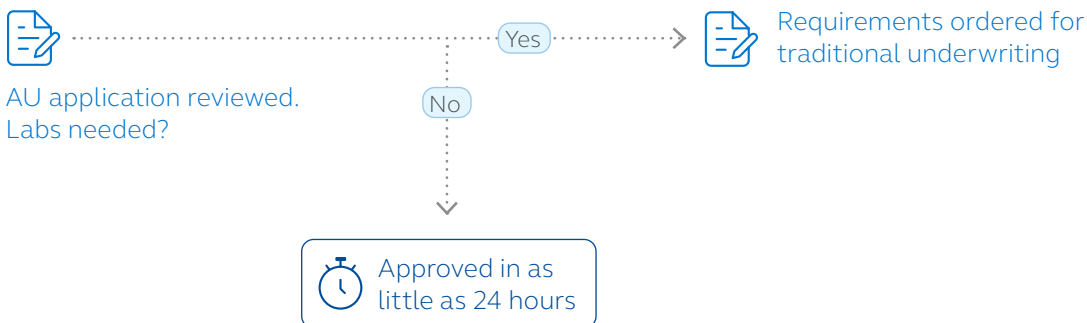 AU application reviewed.
Labs needed?
Yes
Requirements ordered for
traditional underwriting
No
Approved in as
little as 24 hours